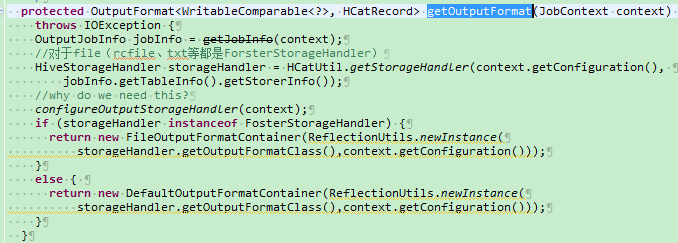 protected OutputFormat<WritableComparable<?>, HCatRecord> getOutputFormat(JobContext context)
throws IOException {
OutputJobInfo jobInfo = getJobInfo(context);
//对于file（rcfile、txt等都是ForsterStorageHandler）
HiveStorageHandler storageHandler = HCatUtil.getStorageHandler(context.getConfiguration(),
jobInfo.getTableInfo().getStorerInfo());
//why do we need this?
configureOutputStorageHandler(context);
if (storageHandler instanceof FosterStorageHandler) {
return new FileOutputFormatContainer(ReflectionUtils.newInstance(
storageHandler.getOutputFormatClass(),context.getConfiguration()));
}
else {
return new DefaultOutputFormatContainer(ReflectionUtils.newInstance(
storageHandler.getOutputFormatClass(),context.getConfiguration()));
}
}